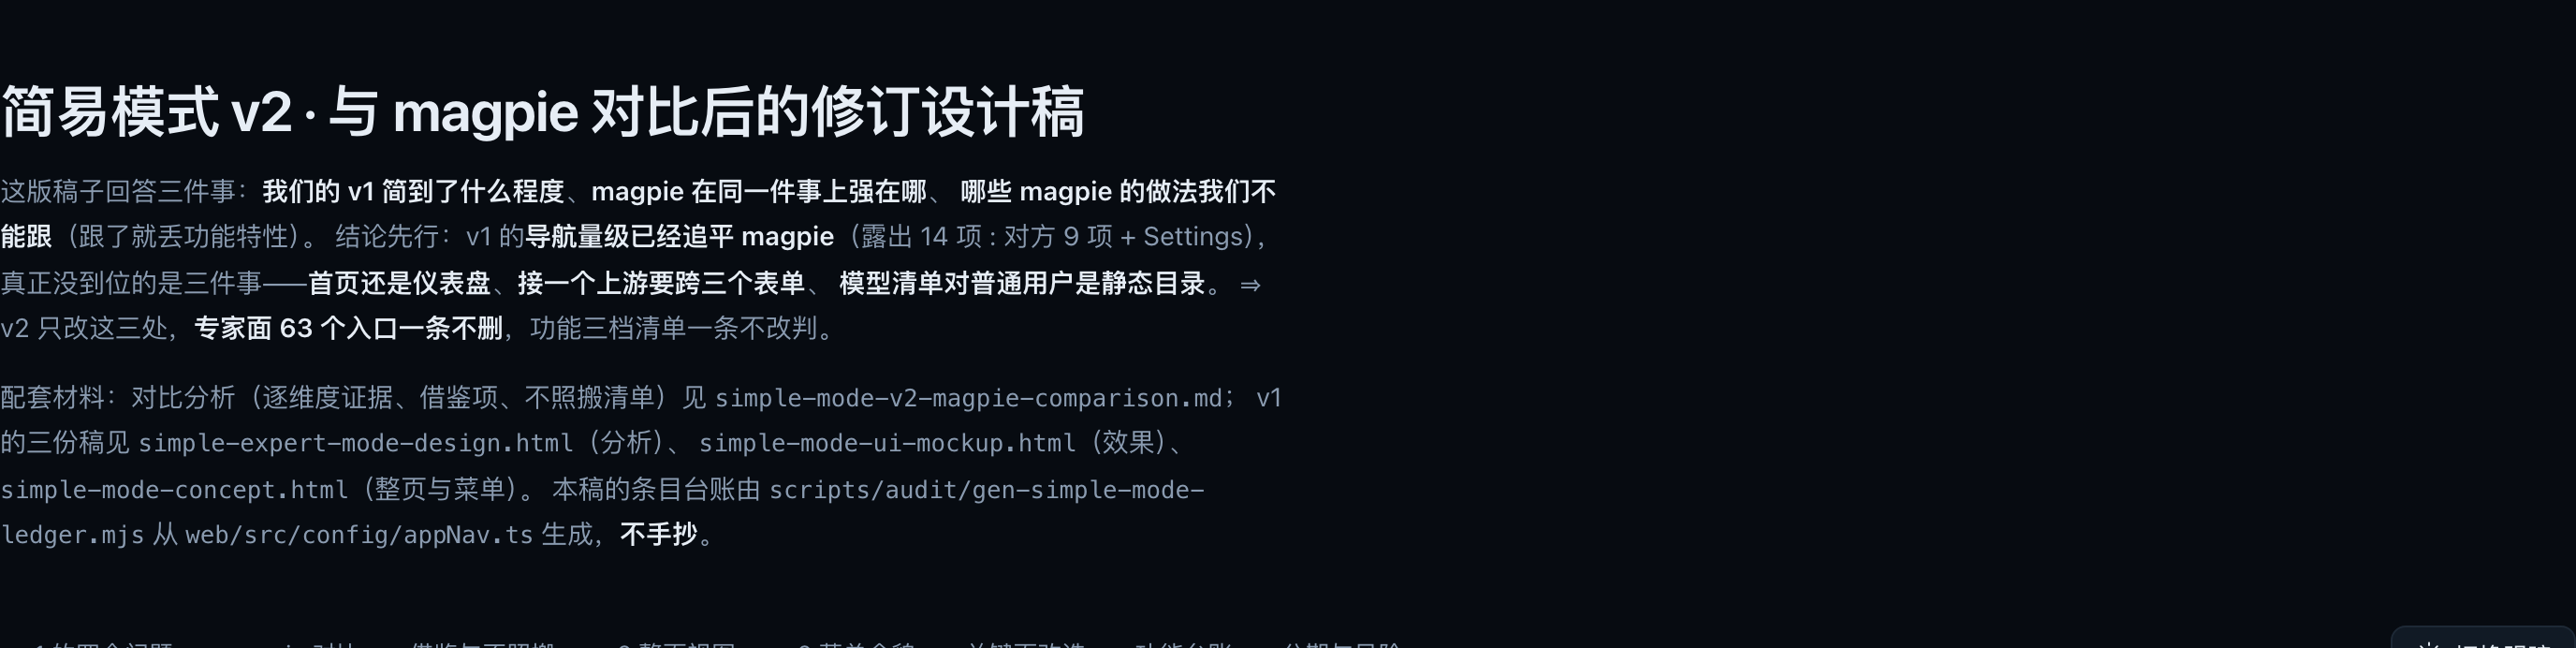 简易模式 v2 · 与 magpie 对比后的修订设计稿
这版稿子回答三件事：我们的 v1 简到了什么程度、magpie 在同一件事上强在哪、 哪些 magpie 的做法我们不
能跟（跟了就丢功能特性）。 结论先行：v1 的导航量级已经追平 magpie（露出 14 项 : 对方 9 项 + Settings），
真正没到位的是三件事——首页还是仪表盘、接一个上游要跨三个表单、 模型清单对普通用户是静态目录。 ⇒
v2 只改这三处，专家面 63 个入口一条不删，功能三档清单一条不改判。
配套材料：对比分析（逐维度证据、借鉴项、不照搬清单）见 simple-mode-v2-magpie-comparison.md； v1
的三份稿见 simple-expert-mode-design.html（分析）、 simple-mode-ui-mockup.html（效果）、
simple-mode-concept.html（整页与菜单）。 本稿的条目台账由 scripts/audit/gen-simple-mode-
ledger.mjs 从 web/src/config/appNav.ts 生成，不手抄。